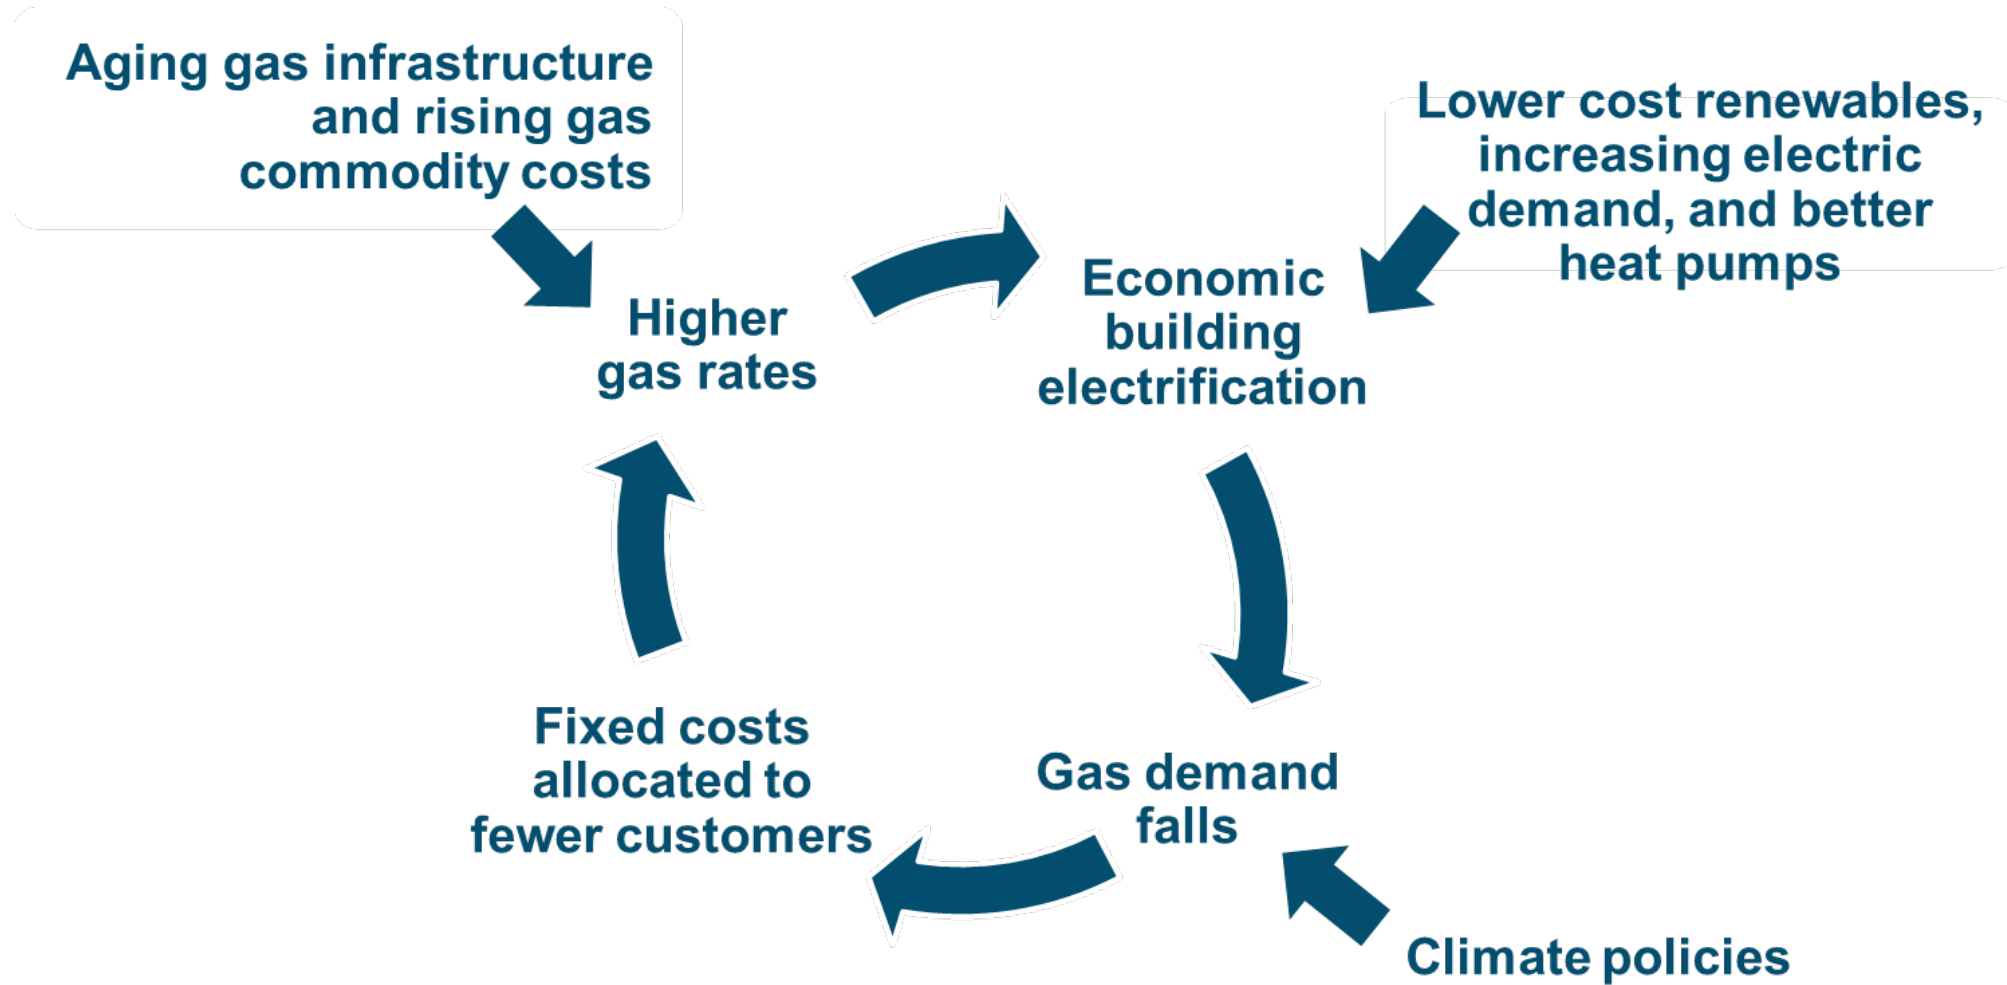 Aging gas infrastructure
and rising gas
commodity costs
Lower cost renewables,
increasing electric
demand, and better
heat pumps
Higher
gas rates
Economic
building
electrification
Fixed costs
allocated to
fewer customers
Gas demand
falls
Climate policies